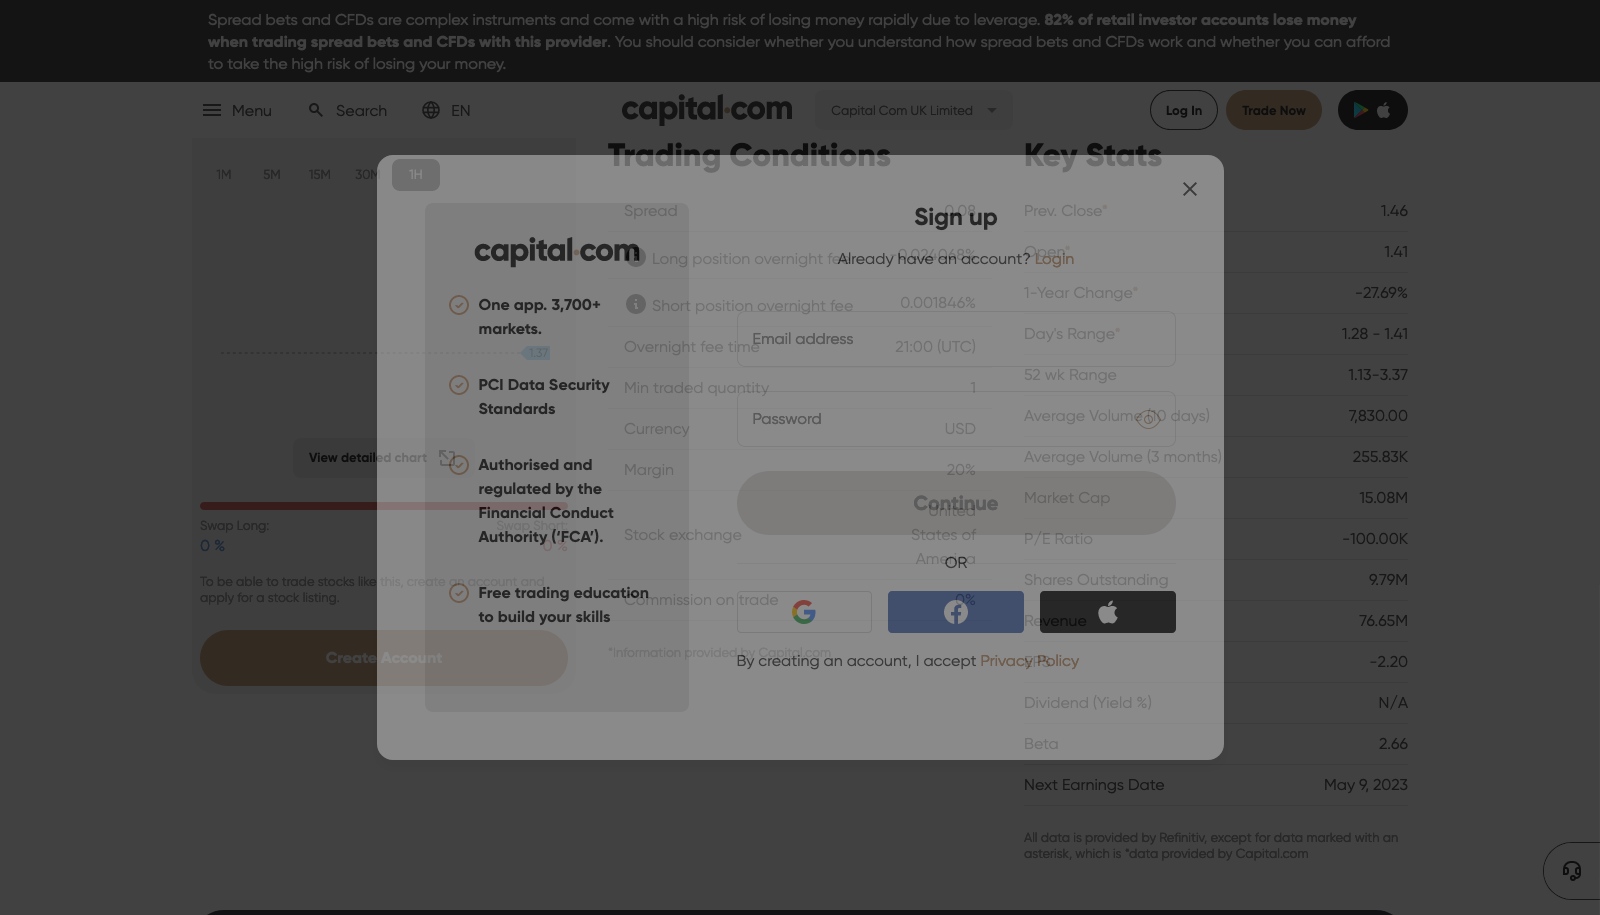 Spread bets and CFDs are complex instruments and come with a high risk of losing money rapidly due to leverage. 82% of retail investor accounts lose money
when trading spread bets and CFDs with this provider. You should consider whether you understand how spread bets and CFDs work and whether you can afford
to take the high risk of losing your money.
Menu
Search
EN
capital.com
Capital Com UK Limited
Log In
Trade Now
1M
5M
15M
30M
1H
1.37
View detailed chart
Swap Long:
0 %
Swap Short:
0 %
To be able to trade stocks like this, create an account and
apply for a stock listing.
Create Account
Trading Conditions
Spread 0.08
Long position overnight fee -0.024068%
Short position overnight fee 0.001846%
Overnight fee time 21:00 (UTC)
Min traded quantity 1
Currency USD
Margin 20%
Stock exchange United
States of
America
Commission on trade 0%
*Information provided by Capital.com
Key Stats
Prev. Close* 1.46
Open* 1.41
1-Year Change* -27.69%
Day's Range* 1.28 - 1.41
52 wk Range 1.13-3.37
Average Volume (10 days) 7,830.00
Average Volume (3 months) 255.83K
Market Cap 15.08M
P/E Ratio -100.00K
Shares Outstanding 9.79M
Revenue 76.65M
EPS -2.20
Dividend (Yield %) N/A
Beta 2.66
Next Earnings Date May 9, 2023
All data is provided by Refinitiv, except for data marked with an
asterisk, which is *data provided by Capital.com
capital.com
One app. 3,700+
markets.
PCI Data Security
Standards
Authorised and
regulated by the
Financial Conduct
Authority (‘FCA’).
Free trading education
to build your skills
Sign up
Already have an account? Login
Email address
Password
Continue
OR
By creating an account, I accept Privacy Policy